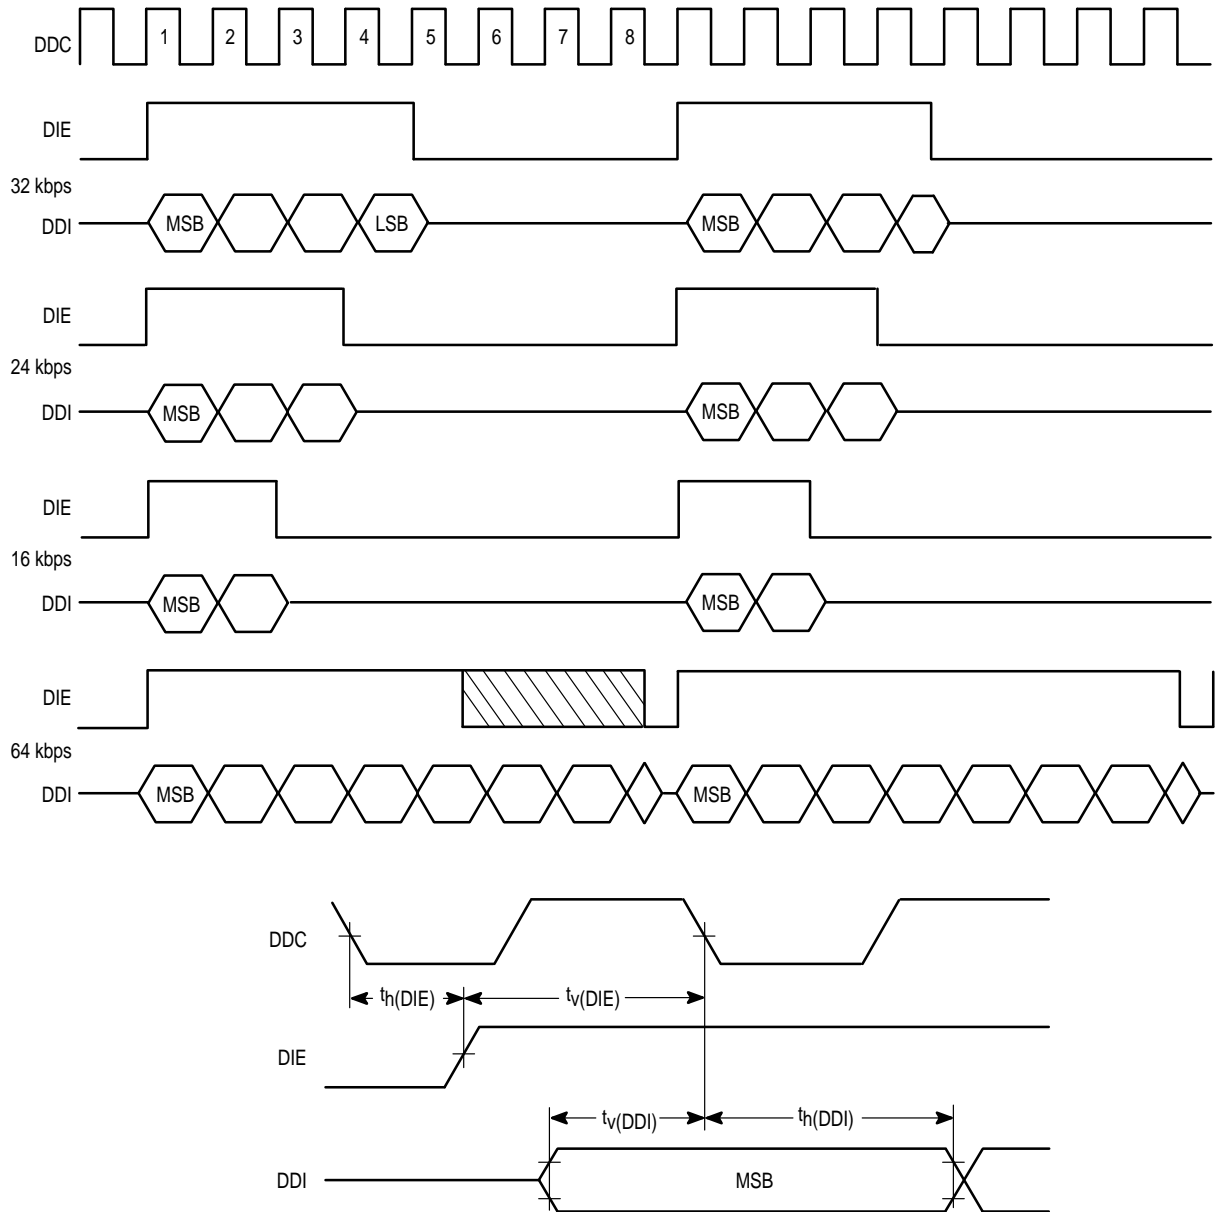 DDC 1 2 3 4 5 6 7 8
DIE
32 kbps
DDI MSB LSB MSB
DIE
24 kbps
DDI MSB MSB
DIE
16 kbps
DDI MSB MSB
DIE
64 kbps
DDI MSB MSB
DDC
th(DIE) tv(DIE)
DIE
tv(DDI) th(DDI)
DDI MSB